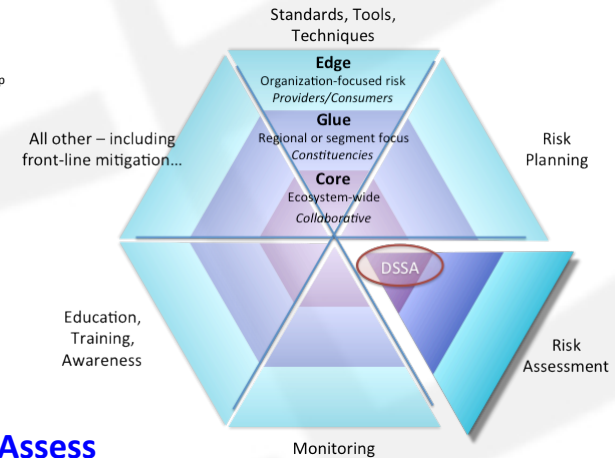 Standards, Tools,
Techniques
Edge
Organization-focused risk
Providers/Consumers
p
Glue
Regional or segment focus
Constituencies
All other – including
front-line mitigation...
Risk
Planning
Core
Ecosystem-wide
Collaborative
DSSA
Education,
Training,
Awareness
Risk
Assessment
Assess
Monitoring